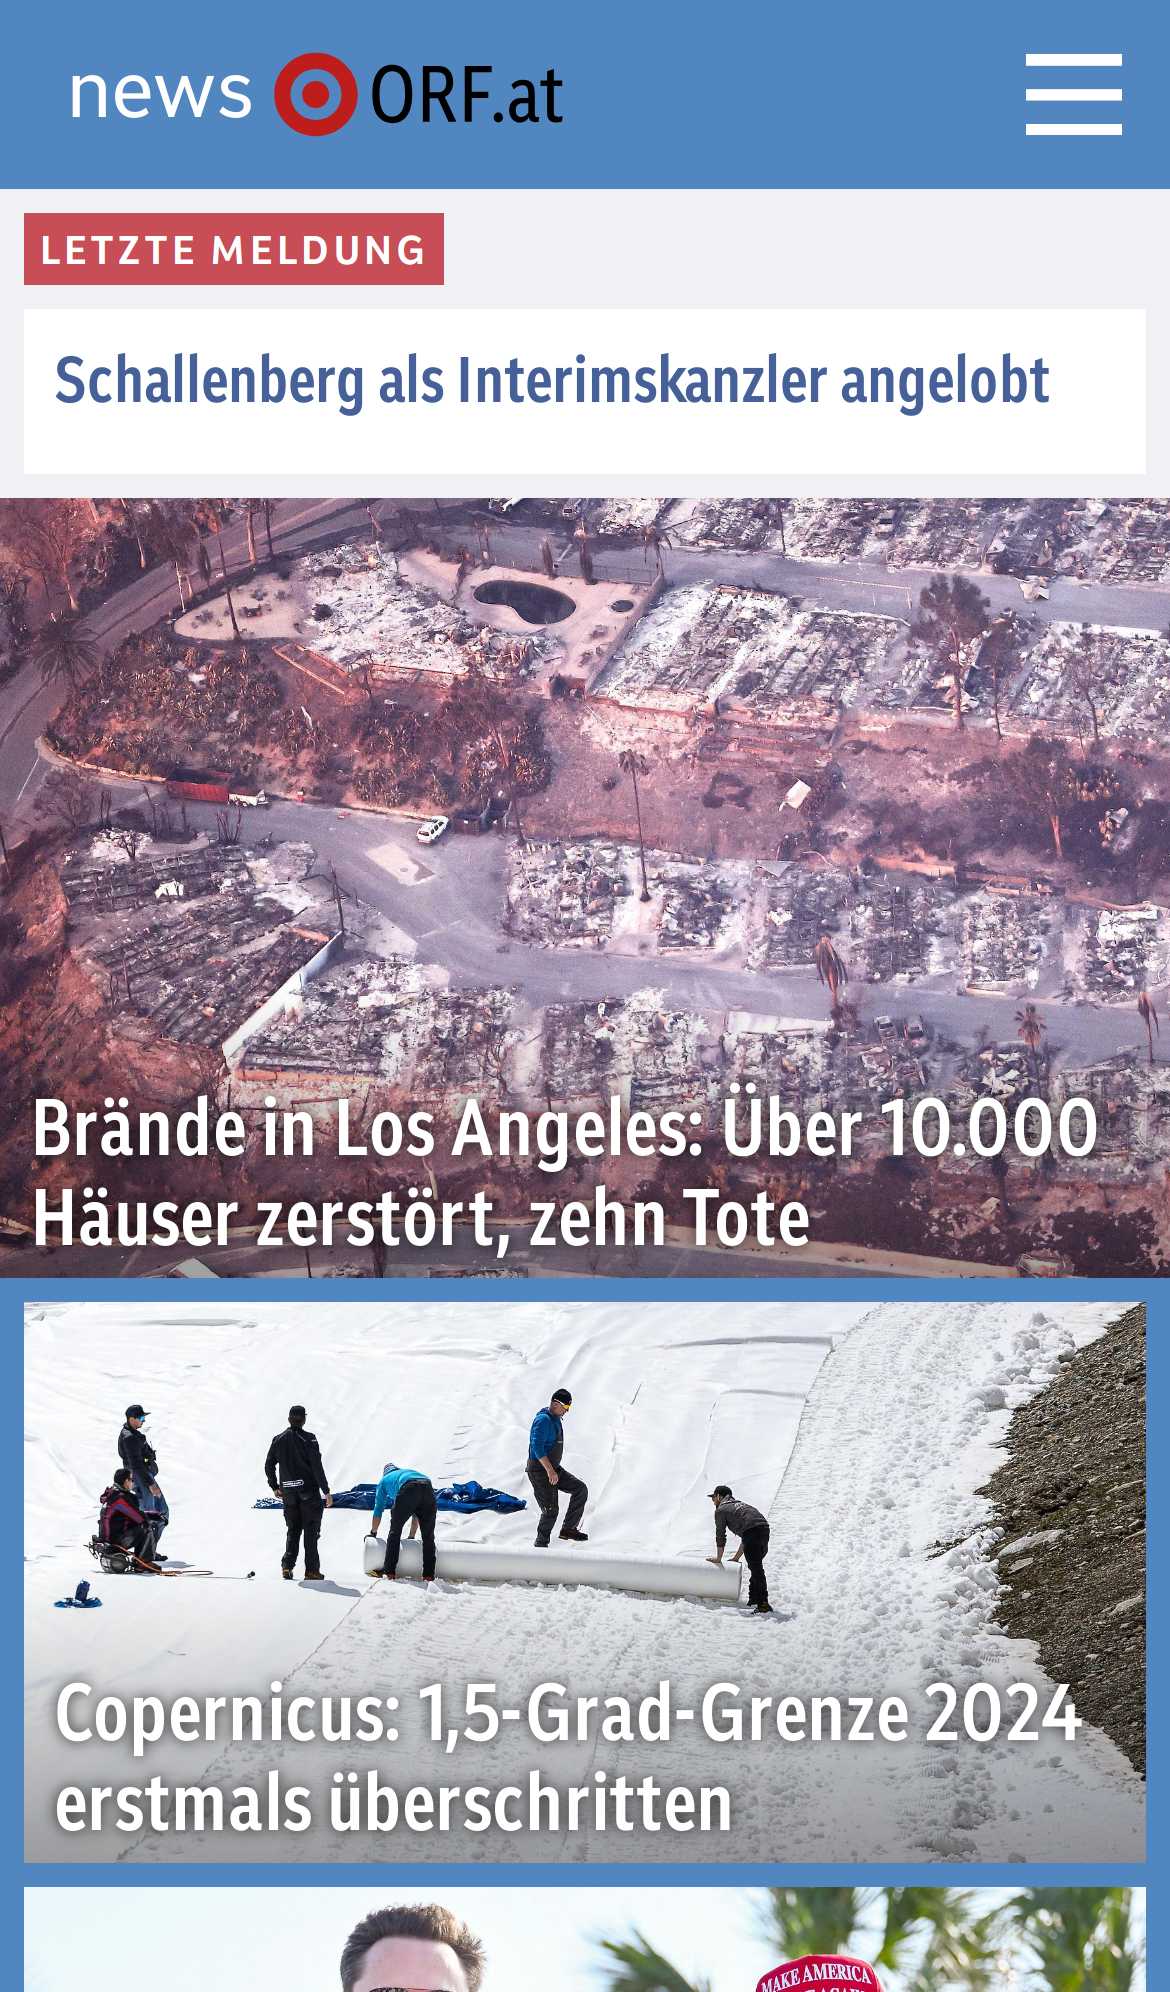 news ORF.at
LETZTE MELDUNG
Schallenberg als Interimskanzler angelobt
Brände in Los Angeles: Über 10.000
Häuser zerstört, zehn Tote
Copernicus: 1,5-Grad-Grenze 2024
erstmals überschritten
MAKE AMERICA